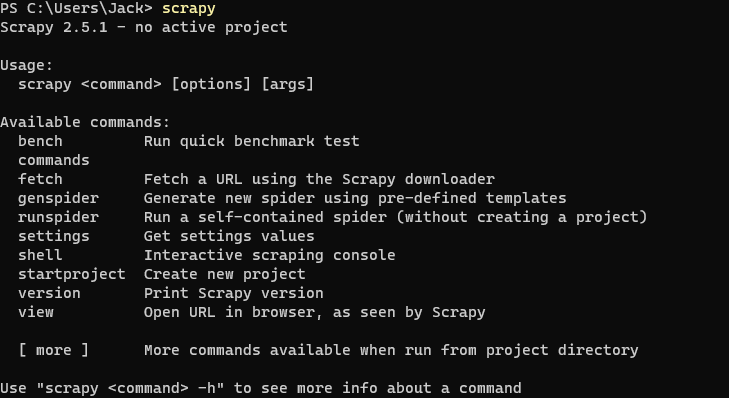 PS C:\Users\Jack> scrapy
Scrapy 2.5.1 - no active project

Usage:
  scrapy <command> [options] [args]

Available commands:
  bench         Run quick benchmark test
  commands
  fetch         Fetch a URL using the Scrapy downloader
  genspider     Generate new spider using pre-defined templates
  runspider     Run a self-contained spider (without creating a project)
  settings      Get settings values
  shell         Interactive scraping console
  startproject  Create new project
  version       Print Scrapy version
  view          Open URL in browser, as seen by Scrapy

  [ more ]      More commands available when run from project directory

Use "scrapy <command> -h" to see more info about a command